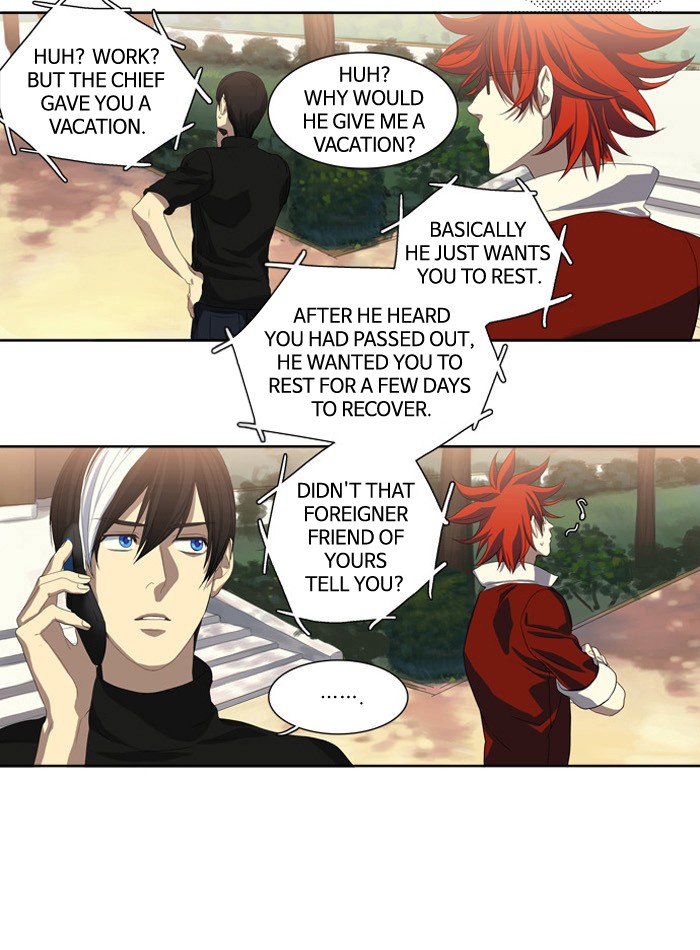 HUH? WORK?
BUT THE CHIEF
GAVE YOU A
VACATION.
HUH?
WHY WOULD
HE GIVE ME A
VACATION?
BASICALLY
HE JUST WANTS
YOU TO REST.
AFTER HE HEARD
YOU HAD PASSED OUT,
HE WANTED YOU TO
REST FOR A FEW DAYS
TO RECOVER.
DIDN'T THAT
FOREIGNER
FRIEND OF
YOURS
TELL YOU?
…….